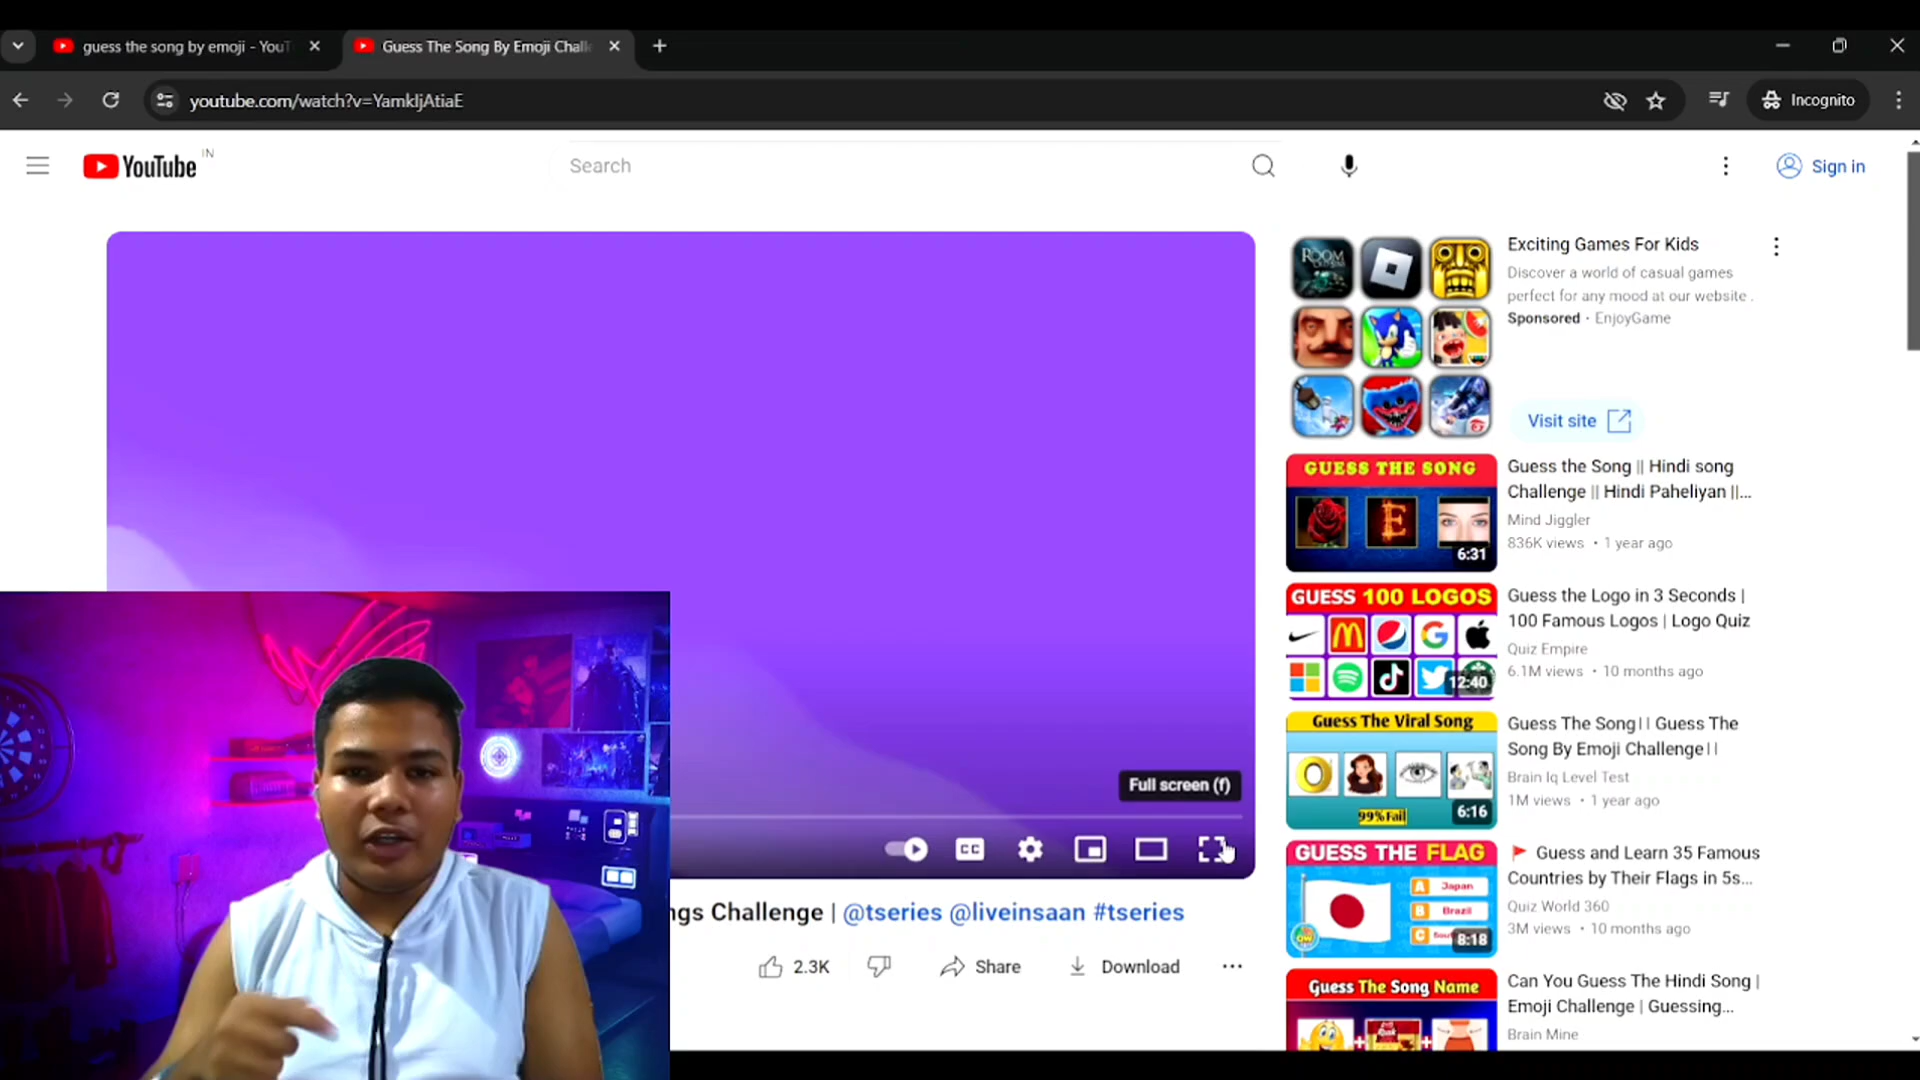 guess the song by emoji - YouT
Guess The Song By Emoji Chall
youtube.com/watch?v=YamkIjAtiaE
Incognito
YouTube IN
Search
Sign in
Full screen (f)
CC
ngs Challenge | @tseries @liveinsaan #tseries
2.3K
Share
Download
ROOM
Exciting Games For Kids
Discover a world of casual games
perfect for any mood at our website .
Sponsored · EnjoyGame
Visit site
GUESS THE SONG
E
6:31
Guess the Song || Hindi song
Challenge || Hindi Paheliyan ||...
Mind Jiggler
836K views • 1 year ago
GUESS 100 LOGOS
12:40
Guess the Logo in 3 Seconds |
100 Famous Logos | Logo Quiz
Quiz Empire
6.1M views • 10 months ago
Guess The Viral Song
99% Fail
6:16
Guess The Song|| Guess The
Song By Emoji Challenge||
Brain Iq Level Test
1M views • 1 year ago
GUESS THE FLAG
A Japan
B Brazil
C
8:18
Guess and Learn 35 Famous
Countries by Their Flags in 5s...
Quiz World 360
3M views • 10 months ago
Guess The Song Name
Can You Guess The Hindi Song |
Emoji Challenge | Guessing...
Brain Mine